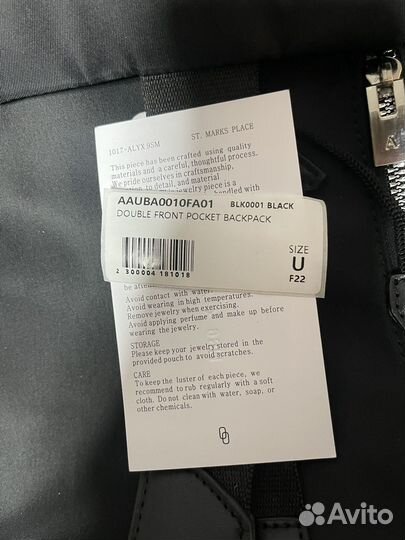 1017-ALYX 9SM ST. MARKS PLACE
This piece has been crafted using quality
materials and a careful, thoughtful process.
We pride ourselves in craftsmanship,
to detail, and material
jewelry piece is a
handled with
AAUBA0010FA01 BLK0001 BLACK
DOUBLE FRONT POCKET BACKPACK
SIZE
U
F22
2 300004 181018
Avoid contact with water
Avoid wearing in high temperatures.
Remove jewelry when exercising.
Avoid applying perfume and make up before
wearing the jewelry.
STORAGE
Please keep your jewelry stored in the
provided pouch to avoid scratches.
CARE
To keep the luster of each piece, we
recommend to rub regularly with a soft
cloth. Do not clean with water, soap, or
other chemicals.
A
Avito